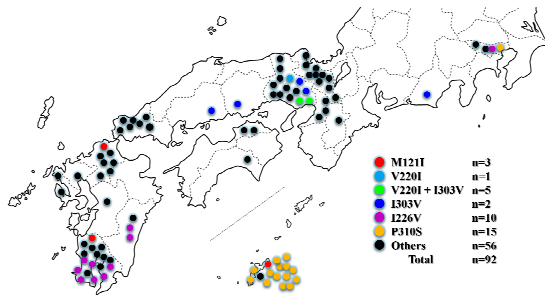 M121I n=3
V220I n=1
V220I + I303V n=5
I303V n=2
I226V n=10
P310S n=15
Others n=56
Total n=92